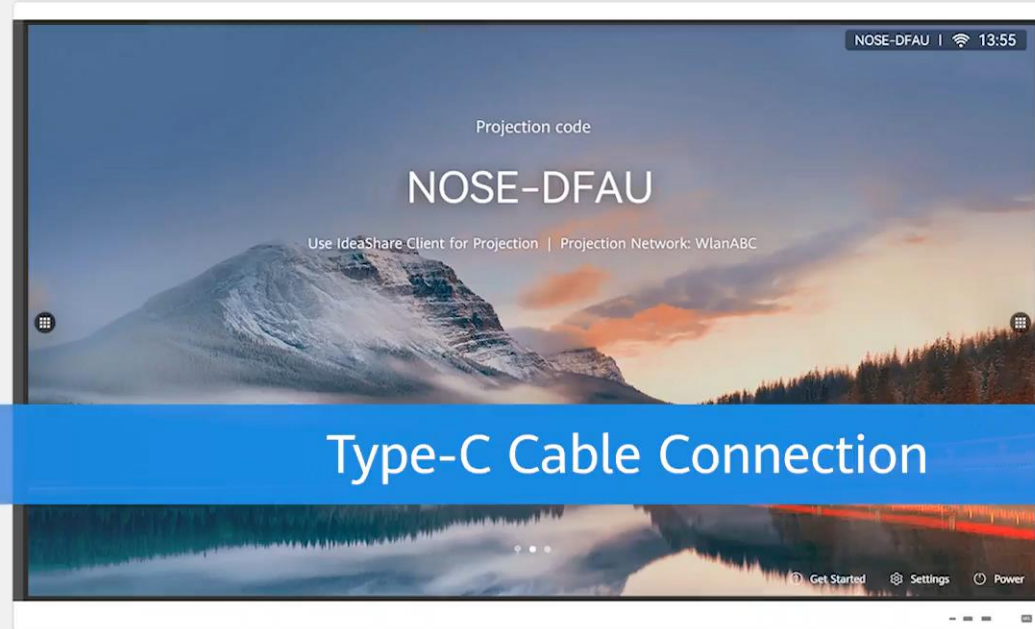 NOSE-DFAU | 13:55
Projection code
NOSE-DFAU
Use IdeaShare Client for Projection | Projection Network: WlanABC
Type-C Cable Connection
Get Started Settings Power